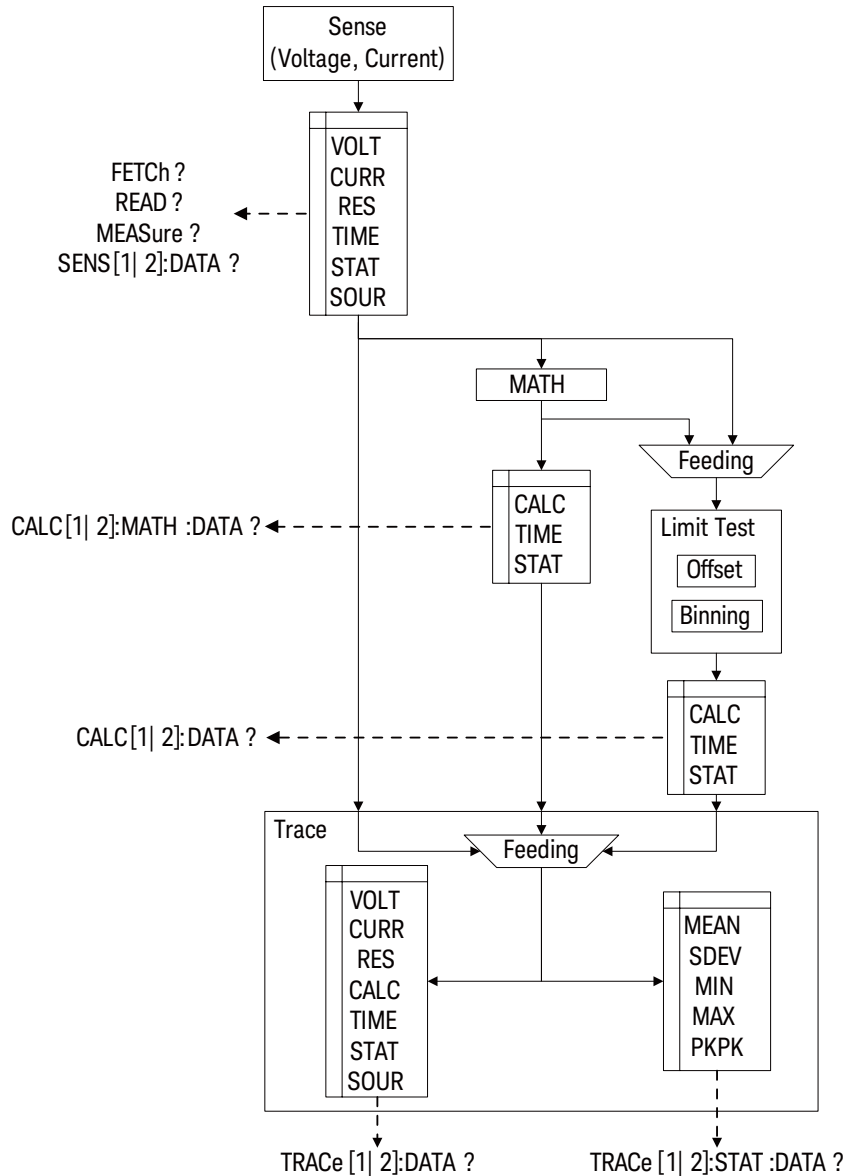 Sense
(Voltage, Current)
VOLT
CURR
RES
TIME
STAT
SOUR
FETCh ?
READ ?
MEASure ?
SENS[1| 2]:DATA ?
MATH
Feeding
CALC
TIME
STAT
CALC[1| 2]:MATH :DATA ?
Limit Test
Offset
Binning
CALC
TIME
STAT
CALC[1| 2]:DATA ?
Trace
Feeding
VOLT
CURR
RES
CALC
TIME
STAT
SOUR
MEAN
SDEV
MIN
MAX
PKPK
TRACe [1| 2]:DATA ?
TRACe [1| 2]:STAT :DATA ?